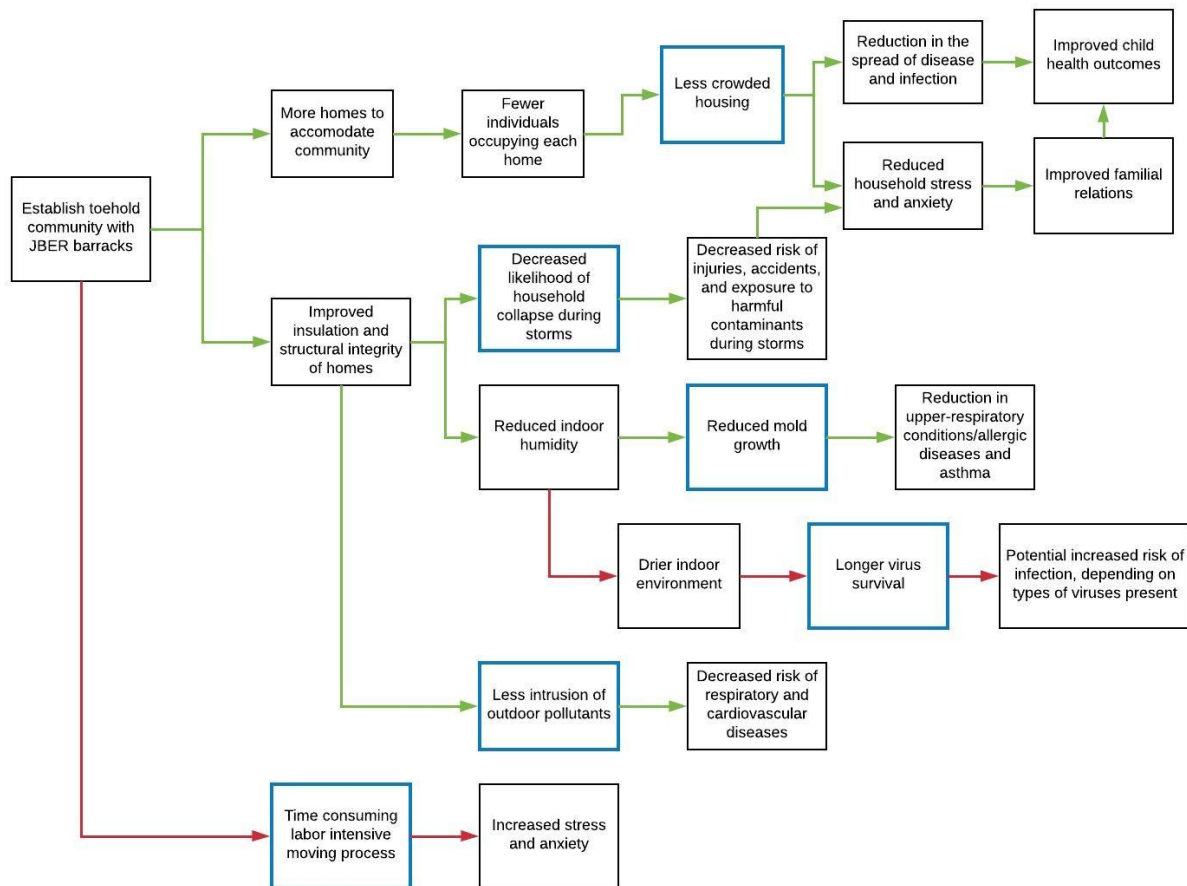 Reduction in the
spread of disease
and infection
Improved child
health outcomes
Less crowded
housing
More homes to
accomodate
community
Fewer
individuals
occupying each
home
Reduced
household stress
and anxiety
Improved familial
relations
Establish toehold
community with
JBER barracks
Decreased
likelihood of
household
collapse during
storms
Decreased risk of
injuries, accidents,
and exposure to
harmful
contaminants
during storms
Improved
insulation and
structural integrity
of homes
Reduced indoor
humidity
Reduced mold
growth
Reduction in
upper-respiratory
conditions/allergic
diseases and
asthma
Drier indoor
environment
Longer virus
survival
Potential increased risk of
infection, depending on
types of viruses present
Less intrusion of
outdoor pollutants
Decreased risk of
respiratory and
cardiovascular
diseases
Time consuming
labor intensive
moving process
Increased stress
and anxiety